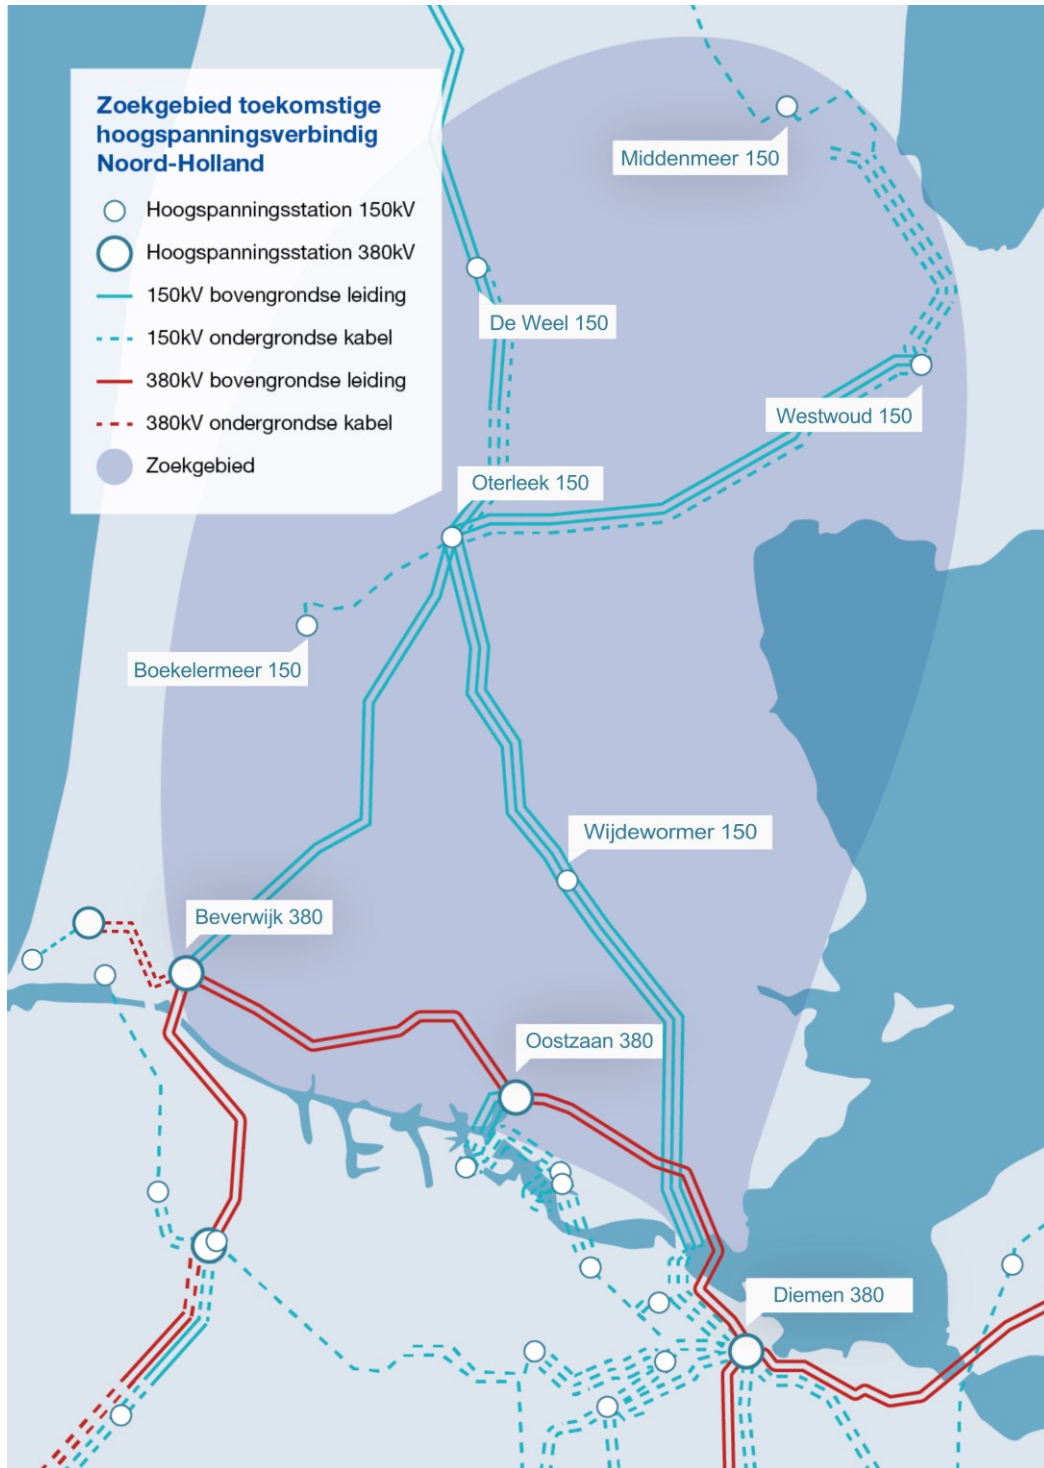 Zoekgebied toekomstige
hoogspanningsverbindig
Noord-Holland
Hoogspanningsstation 150kV
Hoogspanningsstation 380kV
150kV bovengrondse leiding
150kV ondergrondse kabel
380kV bovengrondse leiding
380kV ondergrondse kabel
Zoekgebied
Middenmeer 150
De Weel 150
Westwoud 150
Oterleek 150
Boekelermeer 150
Wijdewormer 150
Beverwijk 380
Oostzaan 380
Diemen 380